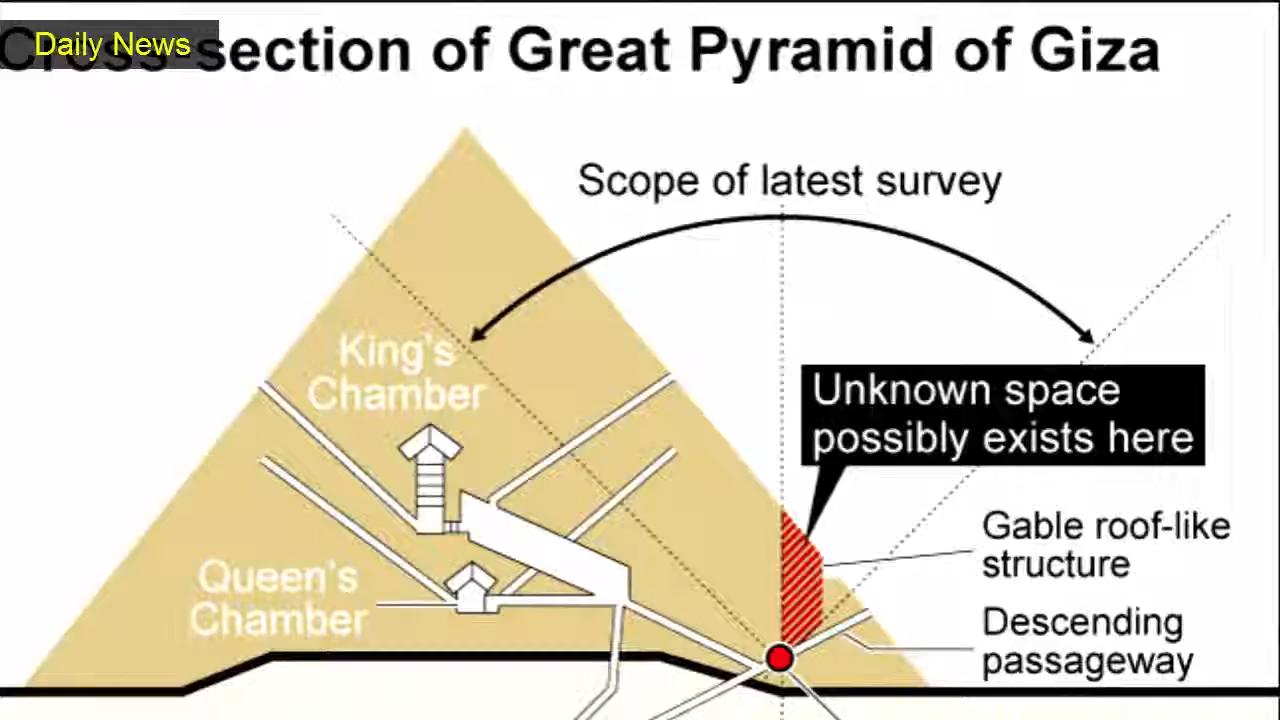 Daily News
Cross-section of Great Pyramid of Giza
Scope of latest survey
King's
Chamber
Unknown space
possibly exists here
Gable roof-like
structure
Queen's
Chamber
Descending
passageway